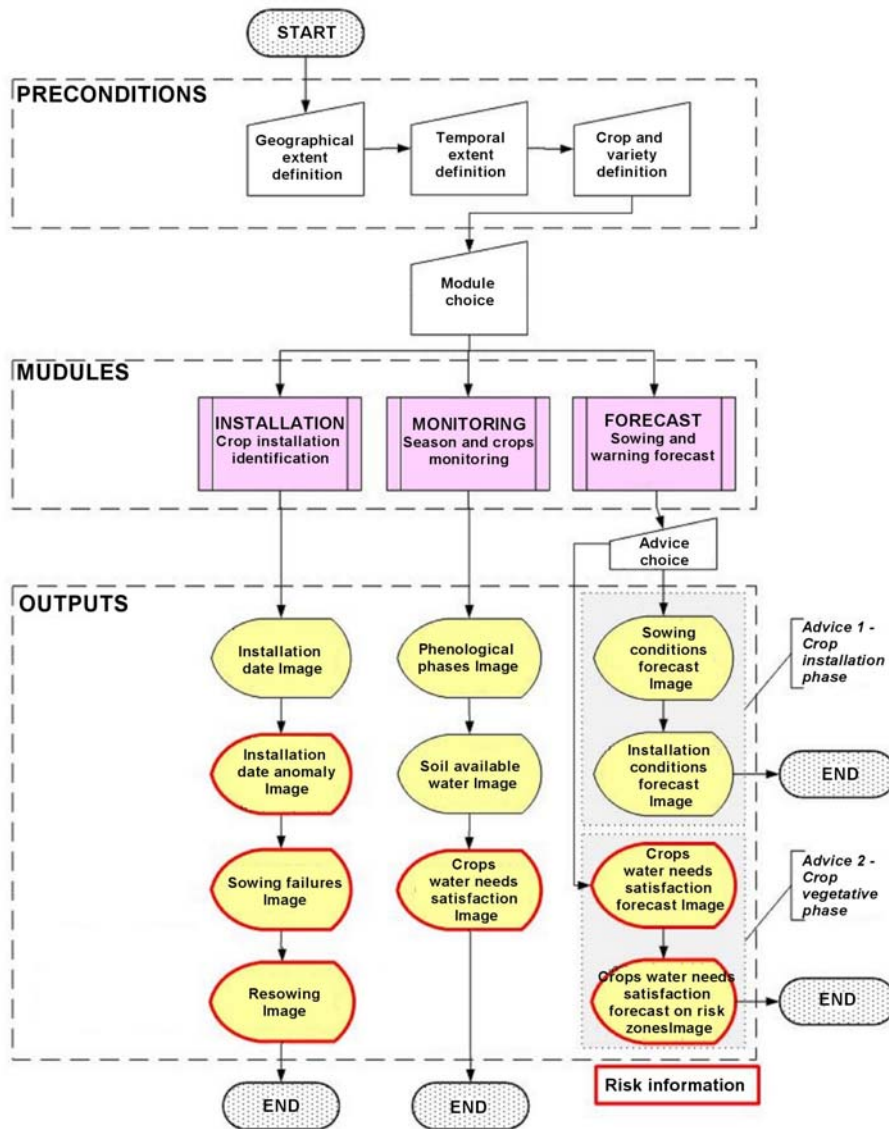 START
PRECONDITIONS
Geographical
extent
definition
Temporal
extent
definition
Crop and
variety
definition
Module
choice
MUDULES
INSTALLATION
Crop installation
identification
MONITORING
Season and crops
monitoring
FORECAST
Sowing and
warning forecast
Advice
choice
OUTPUTS
Installation
date Image
Installation
date anomaly
Image
Sowing failures
Image
Resowing
Image
END
Phenological
phases Image
Soil available
water Image
Crops
water needs
satisfaction
Image
END
Sowing
conditions
forecast
Image
Installation
conditions
forecast
Image
END
Advice 1 -
Crop
installation
phase
Crops
water needs
satisfaction
forecast Image
Crops water needs
satisfaction
forecast on risk
zonesImage
END
Advice 2 -
Crop
vegetative
phase
Risk information